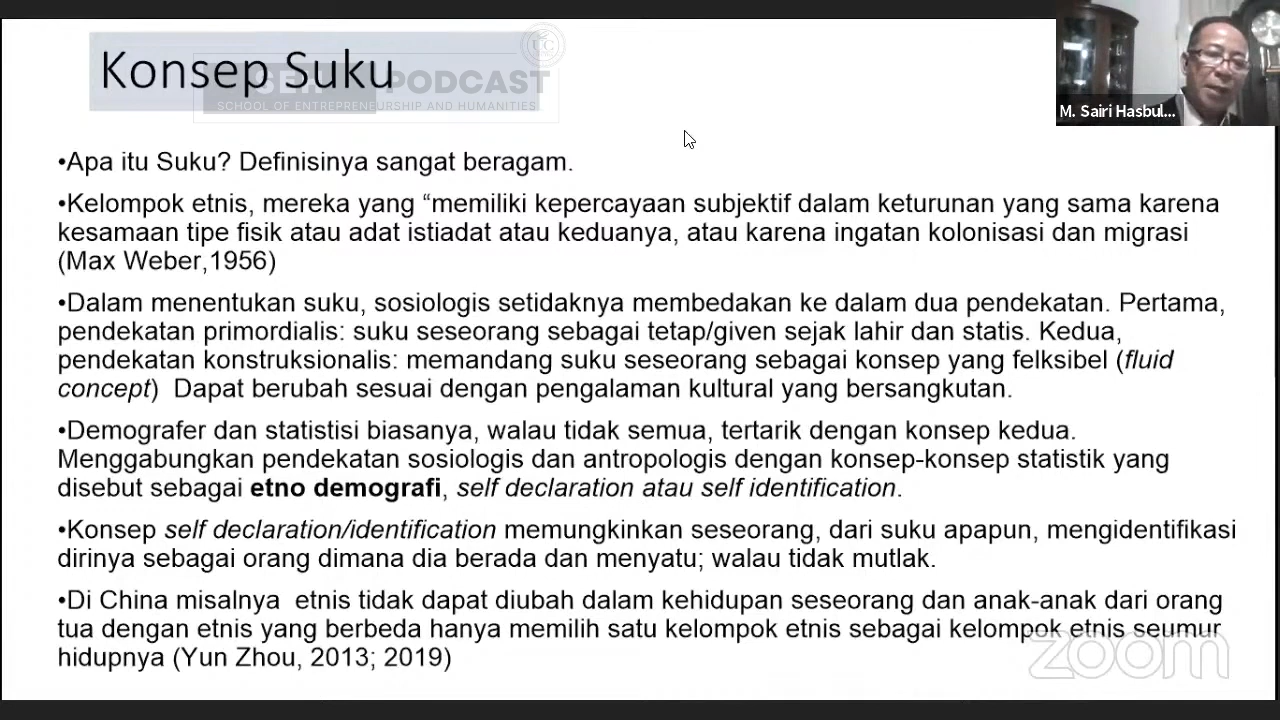 Konsep Suku
PODCAST
SCHOOL OF ENTREPRENEURSHIP AND HUMANITIES
UC
M. Sairi Hasbul...
•Apa itu Suku? Definisinya sangat beragam.
•Kelompok etnis, mereka yang “memiliki kepercayaan subjektif dalam keturunan yang sama karena
kesamaan tipe fisik atau adat istiadat atau keduanya, atau karena ingatan kolonisasi dan migrasi
(Max Weber,1956)
•Dalam menentukan suku, sosiologis setidaknya membedakan ke dalam dua pendekatan. Pertama,
pendekatan primordialis: suku seseorang sebagai tetap/given sejak lahir dan statis. Kedua,
pendekatan konstruksionalis: memandang suku seseorang sebagai konsep yang felksibel (fluid
concept)  Dapat berubah sesuai dengan pengalaman kultural yang bersangkutan.
•Demografer dan statistisi biasanya, walau tidak semua, tertarik dengan konsep kedua.
Menggabungkan pendekatan sosiologis dan antropologis dengan konsep-konsep statistik yang
disebut sebagai etno demografi, self declaration atau self identification.
•Konsep self declaration/identification memungkinkan seseorang, dari suku apapun, mengidentifikasi
dirinya sebagai orang dimana dia berada dan menyatu; walau tidak mutlak.
•Di China misalnya  etnis tidak dapat diubah dalam kehidupan seseorang dan anak-anak dari orang
tua dengan etnis yang berbeda hanya memilih satu kelompok etnis sebagai kelompok etnis seumur
hidupnya (Yun Zhou, 2013; 2019)
zoom